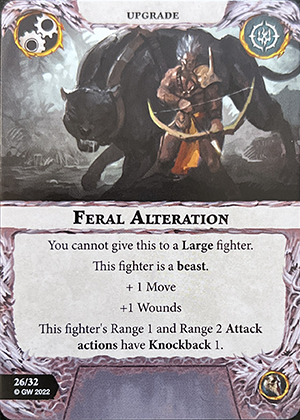 UPGRADE
FERAL ALTERATION
You cannot give this to a Large fighter.
This fighter is a beast.
+ 1 Move
+1 Wounds
This fighter's Range 1 and Range 2 Attack
actions have Knockback 1.
26/32
© GW 2022